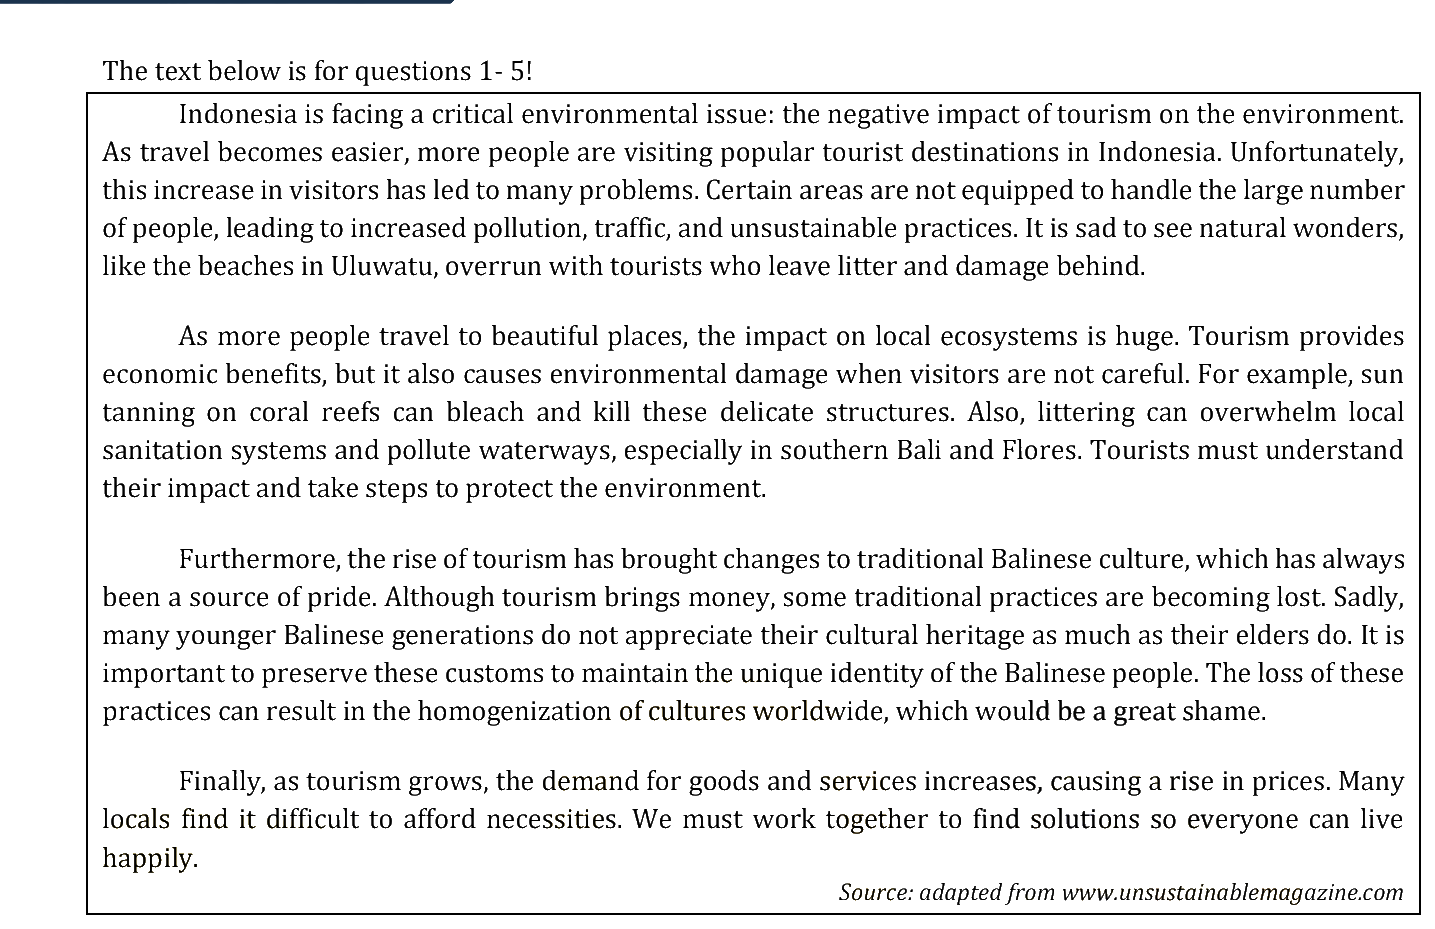 The text below is for questions 1- 5!
Indonesia is facing a critical environmental issue: the negative impact of tourism on the environment.
As travel becomes easier, more people are visiting popular tourist destinations in Indonesia. Unfortunately,
this increase in visitors has led to many problems. Certain areas are not equipped to handle the large number
of people, leading to increased pollution, traffic, and unsustainable practices. It is sad to see natural wonders,
like the beaches in Uluwatu, overrun with tourists who leave litter and damage behind.
As more people travel to beautiful places, the impact on local ecosystems is huge. Tourism provides
economic benefits, but it also causes environmental damage when visitors are not careful. For example, sun
tanning on coral reefs can bleach and kill these delicate structures. Also, littering can overwhelm local
sanitation systems and pollute waterways, especially in southern Bali and Flores. Tourists must understand
their impact and take steps to protect the environment.
Furthermore, the rise of tourism has brought changes to traditional Balinese culture, which has always
been a source of pride. Although tourism brings money, some traditional practices are becoming lost. Sadly,
many younger Balinese generations do not appreciate their cultural heritage as much as their elders do. It is
important to preserve these customs to maintain the unique identity of the Balinese people. The loss of these
practices can result in the homogenization of cultures worldwide, which would be a great shame.
Finally, as tourism grows, the demand for goods and services increases, causing a rise in prices. Many
locals find it difficult to afford necessities. We must work together to find solutions so everyone can live
happily.
Source: adapted from www.unsustainablemagazine.com